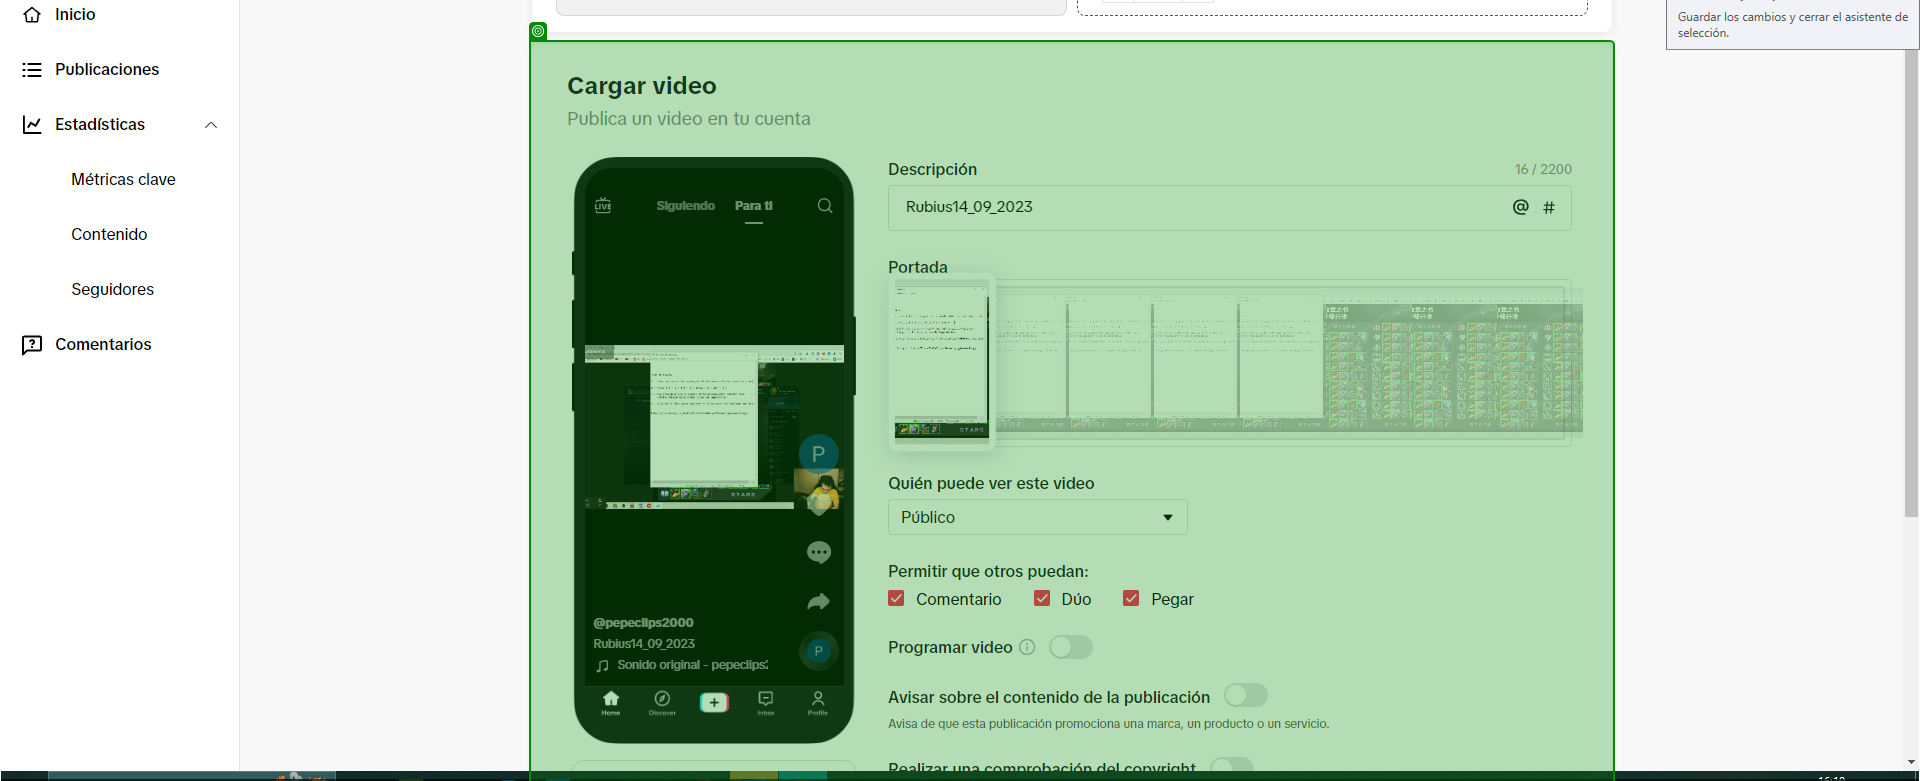 Inicio
Publicaciones
Estadísticas
Métricas clave
Contenido
Seguidores
Comentarios
Guardar los cambios y cerrar el asistente de
selección.
Cargar video
Publica un video en tu cuenta
LIVE
Siguiendo
Para ti
STARS
P
@pepeclips2000
Rubius14_09_2023
Sonido original - pepeclips
P
Home
Discover
Inbox
Profile
Descripción
16 / 2200
Rubius14_09_2023
@ #
Portada
STARS
Quién puede ver este video
Público
Permitir que otros puedan:
Comentario
Dúo
Pegar
Programar video
Avisar sobre el contenido de la publicación
Avisa de que esta publicación promociona una marca, un producto o un servicio.
Realizar una comprobación del copyright